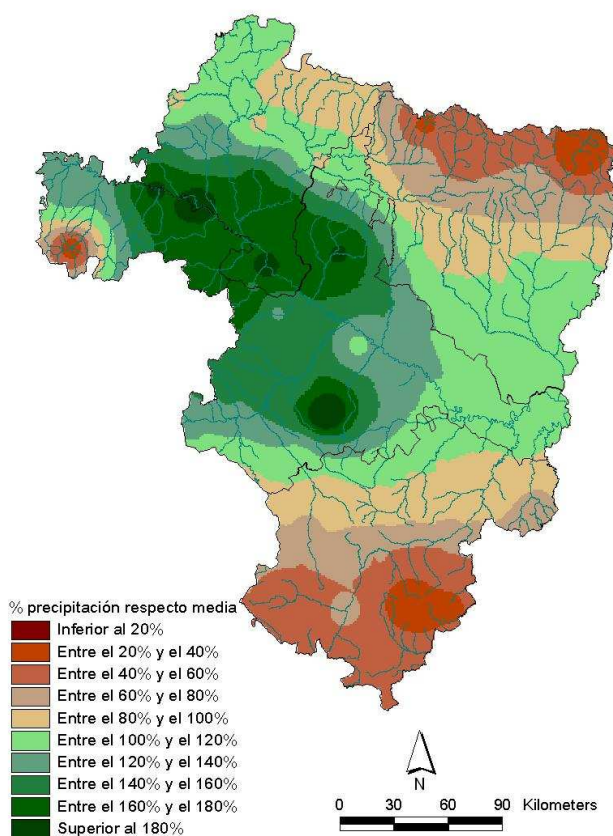 % precipitación respecto media
Inferior al 20%
Entre el 20% y el 40%
Entre el 40% y el 60%
Entre el 60% y el 80%
Entre el 80% y el 100%
Entre el 100% y el 120%
Entre el 120% y el 140%
Entre el 140% y el 160%
Entre el 160% y el 180%
Superior al 180%
N
0 30 60 90 Kilometers